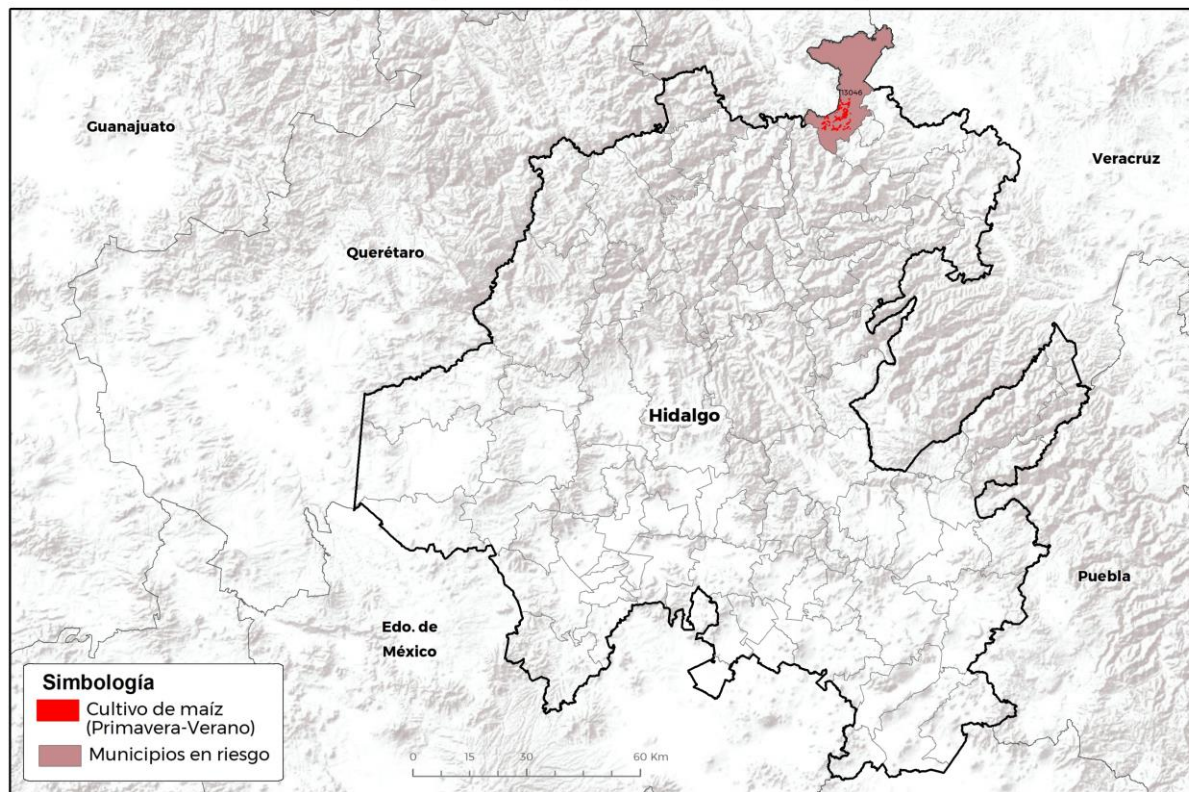 13046
Guanajuato
Veracruz
Querétaro
Hidalgo
Puebla
Edo. de
México
Simbología
Cultivo de maíz
(Primavera-Verano)
Municipios en riesgo
0 15 30 60 Km